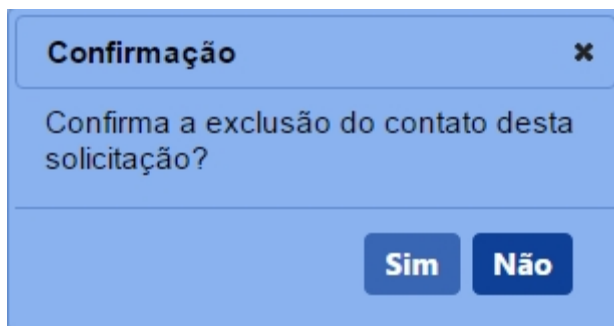 Confirmação
Confirma a exclusão do contato desta
solicitação?
Sim Não